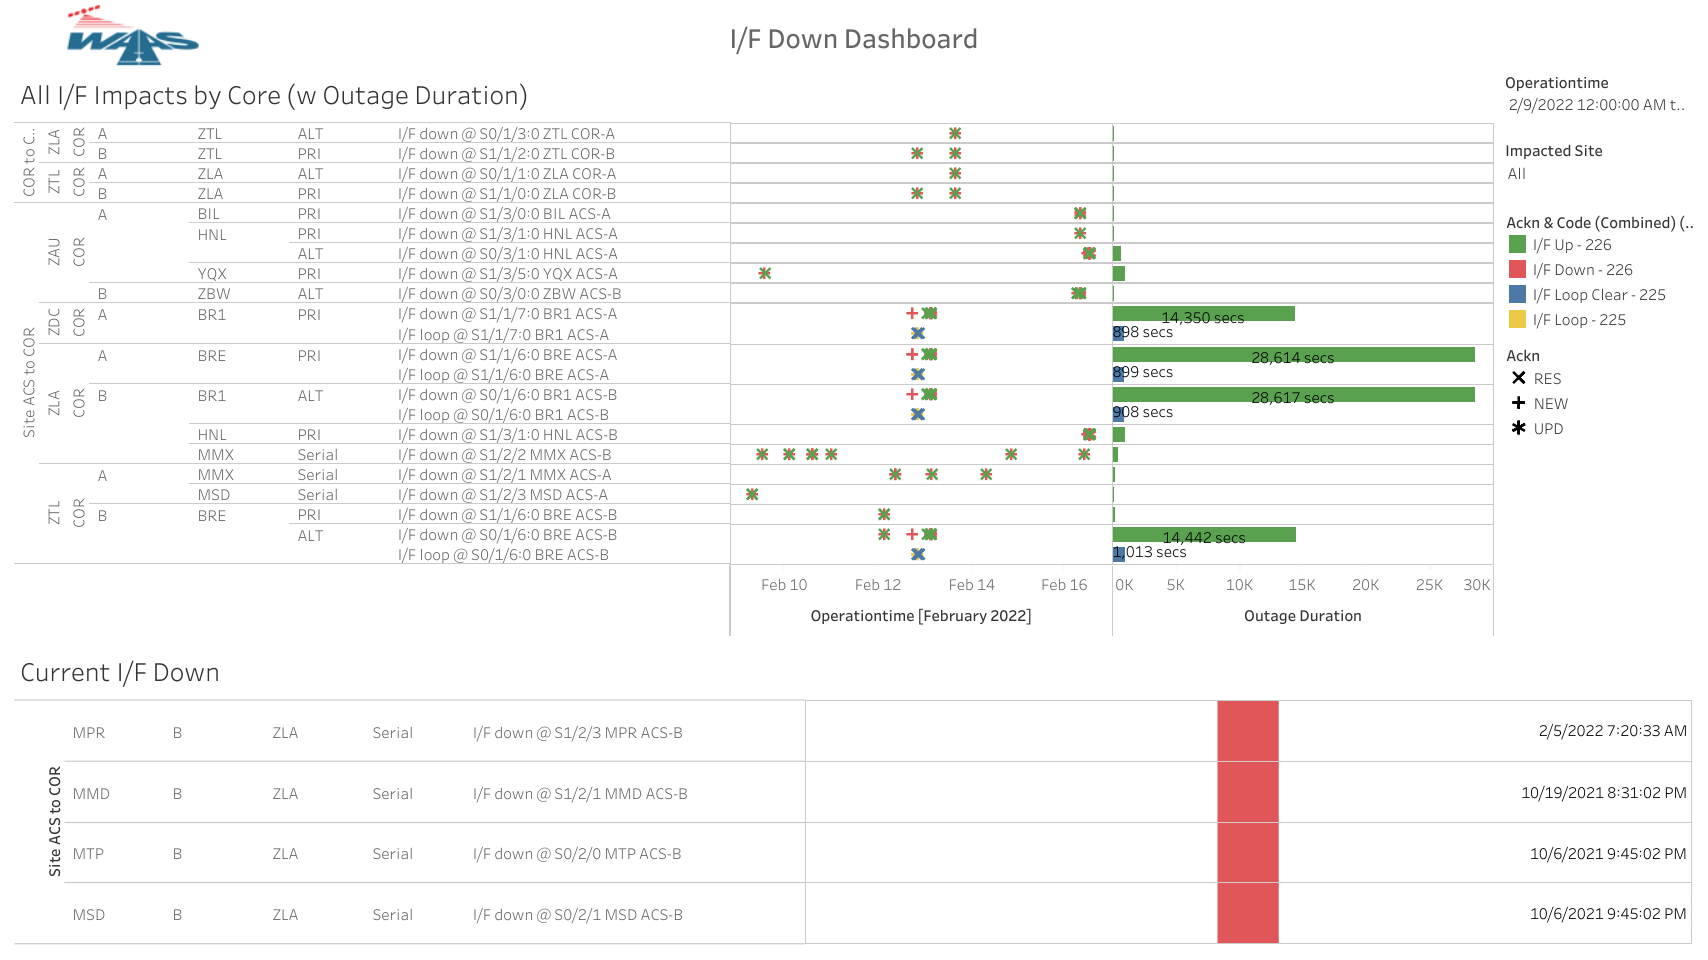 WAAS
I/F Down Dashboard
All I/F Impacts by Core (w Outage Duration)
COR to C.. ZLA COR A ZTL ALT I/F down @ S0/1/3:0 ZTL COR-A
B ZTL PRI I/F down @ S1/1/2:0 ZTL COR-B
ZTL COR A ZLA ALT I/F down @ S0/1/1:0 ZLA COR-A
B ZLA PRI I/F down @ S1/1/0:0 ZLA COR-B
Site ACS to COR ZAU COR A BIL PRI I/F down @ S1/3/0:0 BIL ACS-A
HNL PRI I/F down @ S1/3/1:0 HNL ACS-A
ALT I/F down @ S0/3/1:0 HNL ACS-A
YQX PRI I/F down @ S1/3/5:0 YQX ACS-A
B ZBW ALT I/F down @ S0/3/0:0 ZBW ACS-B
ZDC COR A BR1 PRI I/F down @ S1/1/7:0 BR1 ACS-A 14,350 secs
I/F loop @ S1/1/7:0 BR1 ACS-A 898 secs
ZLA COR A BRE PRI I/F down @ S1/1/6:0 BRE ACS-A 28,614 secs
I/F loop @ S1/1/6:0 BRE ACS-A 899 secs
B BR1 ALT I/F down @ S0/1/6:0 BR1 ACS-B 28,617 secs
I/F loop @ S0/1/6:0 BR1 ACS-B 908 secs
HNL PRI I/F down @ S1/3/1:0 HNL ACS-B
MMX Serial I/F down @ S1/2/2 MMX ACS-B
ZTL COR A MMX Serial I/F down @ S1/2/1 MMX ACS-A
MSD Serial I/F down @ S1/2/3 MSD ACS-A
B BRE PRI I/F down @ S1/1/6:0 BRE ACS-B
ALT I/F down @ S0/1/6:0 BRE ACS-B 14,442 secs
I/F loop @ S0/1/6:0 BRE ACS-B 1,013 secs
Feb 10 Feb 12 Feb 14 Feb 16 0K 5K 10K 15K 20K 25K 30K
Operationtime [February 2022] Outage Duration
Operationtime
2/9/2022 12:00:00 AM t..
Impacted Site
All
Ackn & Code (Combined) (..
I/F Up - 226
I/F Down - 226
I/F Loop Clear - 225
I/F Loop - 225
Ackn
RES
NEW
UPD
Current I/F Down
Site ACS to COR
MPR B ZLA Serial I/F down @ S1/2/3 MPR ACS-B 2/5/2022 7:20:33 AM
MMD B ZLA Serial I/F down @ S1/2/1 MMD ACS-B 10/19/2021 8:31:02 PM
MTP B ZLA Serial I/F down @ S0/2/0 MTP ACS-B 10/6/2021 9:45:02 PM
MSD B ZLA Serial I/F down @ S0/2/1 MSD ACS-B 10/6/2021 9:45:02 PM